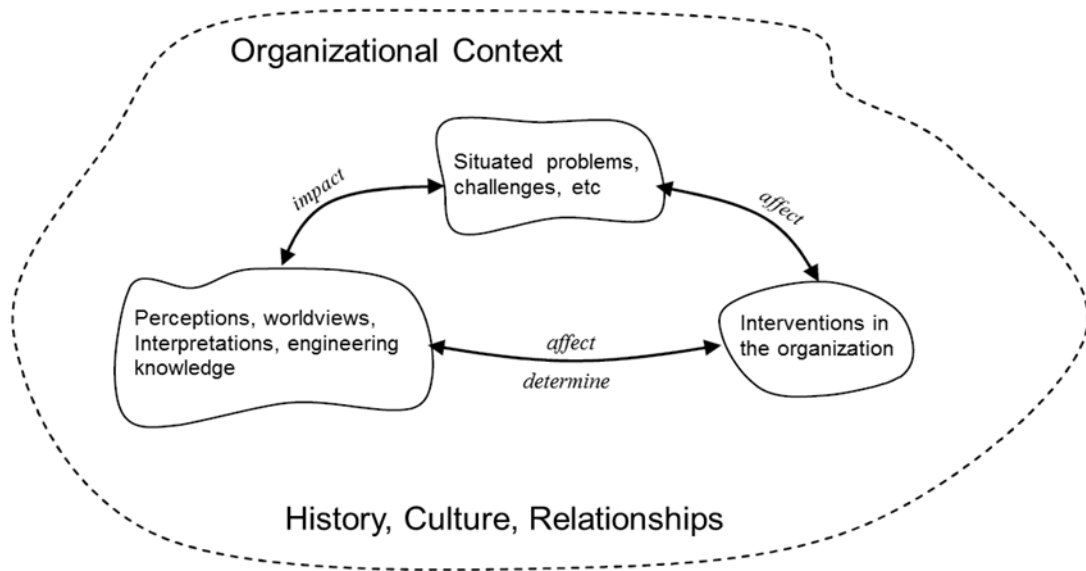 Organizational Context
Situated problems,
challenges, etc
impact
affect
Perceptions, worldviews,
Interpretations, engineering
knowledge
affect
determine
Interventions in
the organization
History, Culture, Relationships